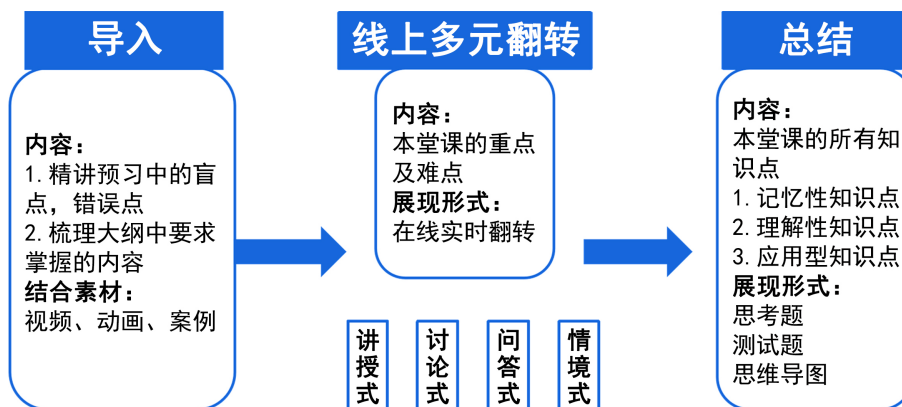 导入
内容：
1.精讲预习中的盲
点，错误点
2.梳理大纲中要求
掌握的内容
结合素材：
视频、动画、案例
线上多元翻转
内容：
本堂课的重点
及难点
展现形式：
在线实时翻转
讲授式
讨论式
问答式
情境式
总结
内容：
本堂课的所有知
识点
1.记忆性知识点
2.理解性知识点
3.应用型知识点
展现形式：
思考题
测试题
思维导图